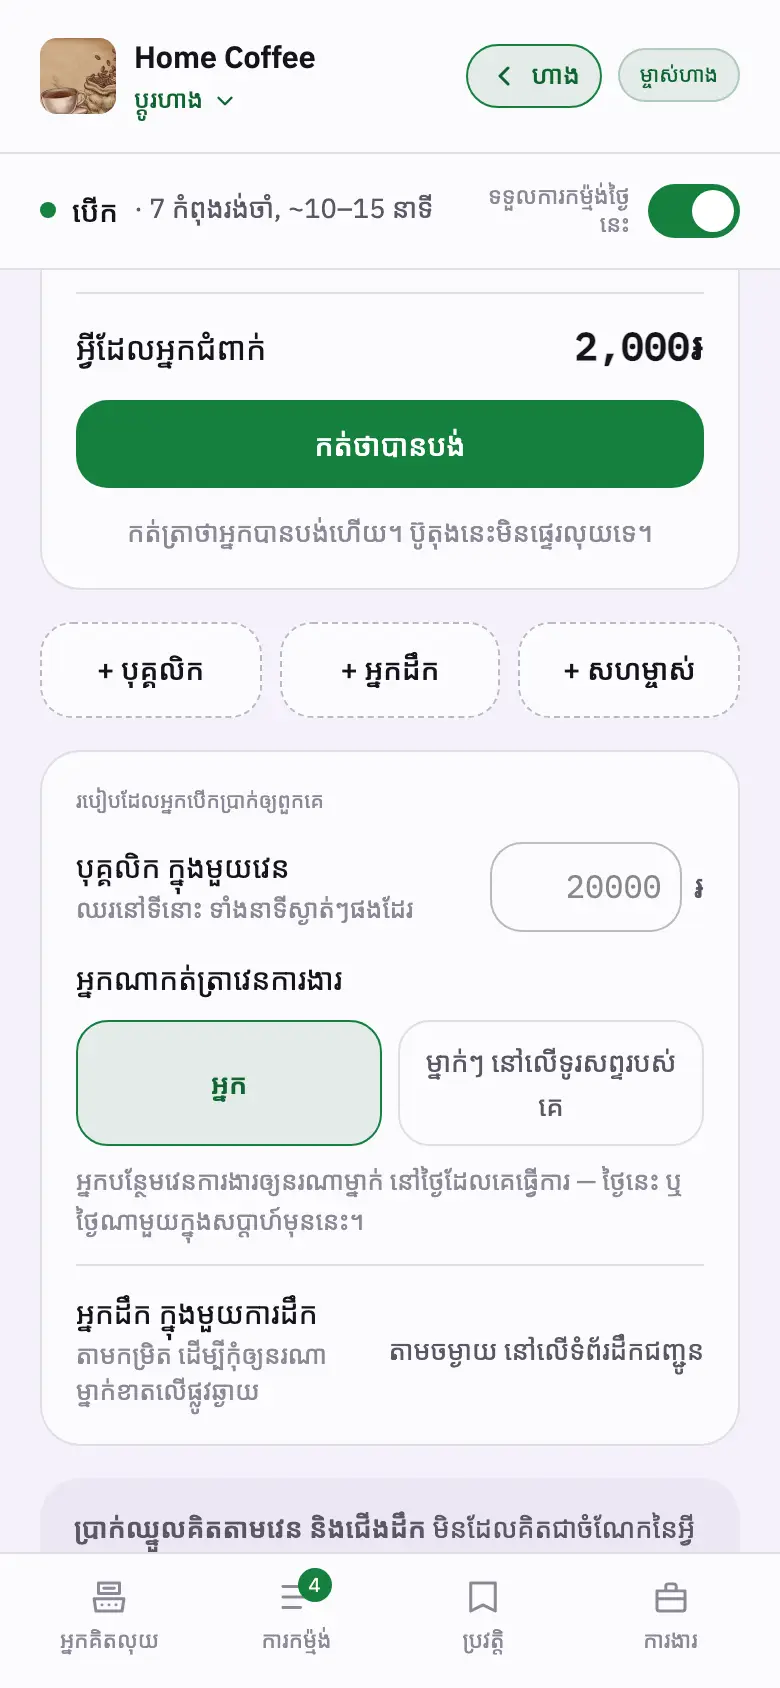 Home Coffee
ប្តូរហាង
ហាង
ម្ចាស់ហាង
បើក · 7 កំពុងរង់ចាំ, ~10–15 នាទី
ទទួលការកម្ម៉ង់ថ្ងៃ
នេះ
អ្វីដែលអ្នកជំពាក់
2,000៛
កត់ថាបានបង់
កត់ត្រាថាអ្នកបានបង់ហើយ។ ប៊ូតុងនេះមិនផ្ទេរលុយទេ។
+ បុគ្គលិក
+ អ្នកដឹក
+ សហម្ចាស់
របៀបដែលអ្នកបើកប្រាក់ឲ្យពួកគេ
បុគ្គលិក ក្នុងមួយវេន
ឈរនៅទីនោះ ទាំងនាទីស្ងាត់ៗផងដែរ
20000 ៛
អ្នកណាកត់ត្រាវេនការងារ
អ្នក
ម្នាក់ៗ នៅលើទូរសព្ទរបស់
គេ
អ្នកបន្ថែមវេនការងារឲ្យនរណាម្នាក់ នៅថ្ងៃដែលគេធ្វើការ — ថ្ងៃនេះ ឬ
ថ្ងៃណាមួយក្នុងសប្តាហ៍មុននេះ។
អ្នកដឹក ក្នុងមួយការដឹក
តាមកម្រិត ដើម្បីកុំឲ្យនរណា
ម្នាក់ខាតលើផ្លូវឆ្ងាយ
តាមចម្ងាយ នៅលើទំព័រដឹកជញ្ជូន
ប្រាក់ឈ្នួលគិតតាមវេន និងជើងដឹក មិនដែលគិតជាចំណែកនៃអ្វី
អ្នកគិតលុយ
4
ការកម្ម៉ង់
ប្រវត្តិ
ការងារ